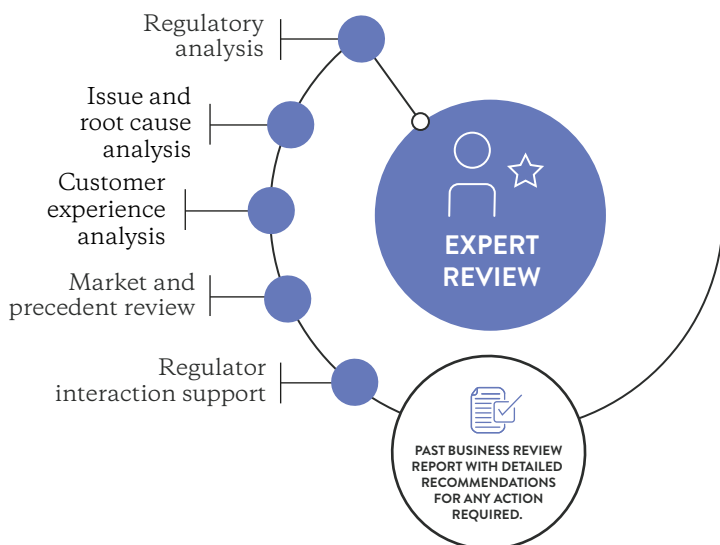 Regulatory
analysis
Issue and
root cause
analysis
Customer
experience
analysis
Market and
precedent review
Regulator
interaction support
EXPERT
REVIEW
PAST BUSINESS REVIEW
REPORT WITH DETAILED
RECOMMENDATIONS
FOR ANY ACTION
REQUIRED.